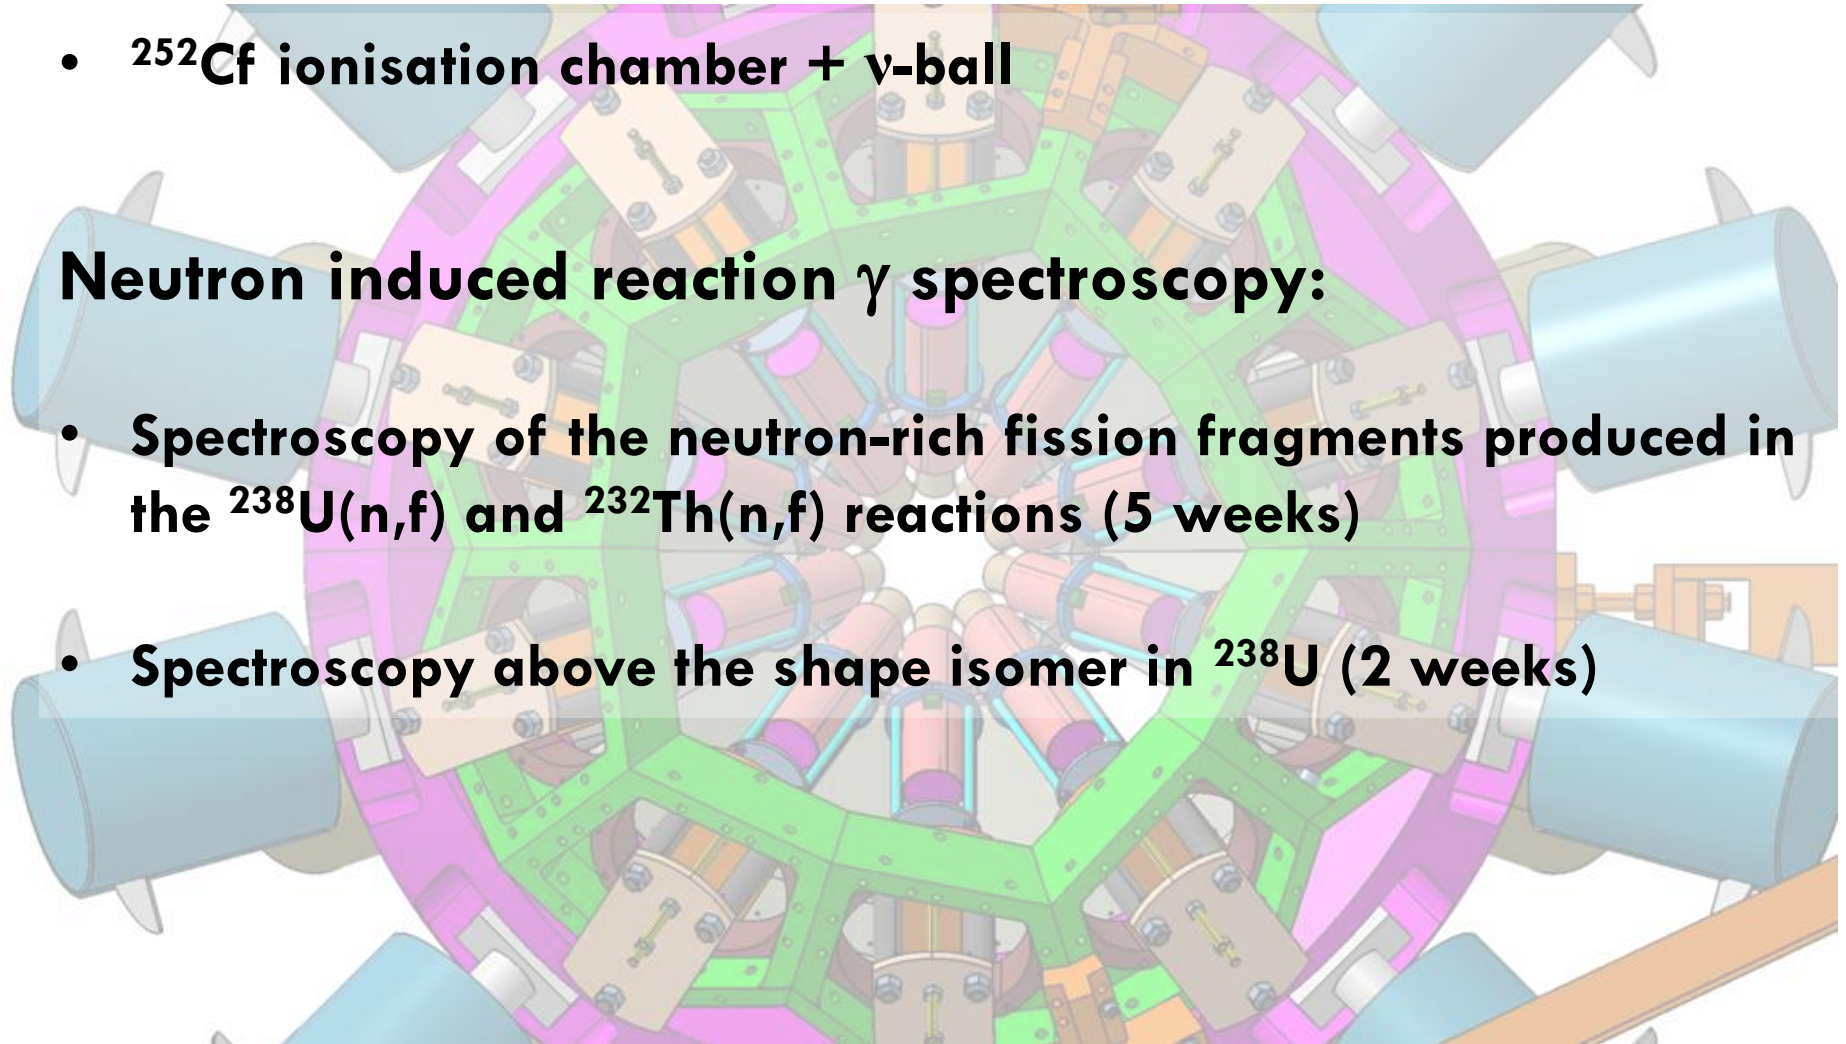 • ²⁵²Cf ionisation chamber + ν-ball
Neutron induced reaction γ spectroscopy:
• Spectroscopy of the neutron-rich fission fragments produced in
the ²³⁸U(n,f) and ²³²Th(n,f) reactions (5 weeks)
• Spectroscopy above the shape isomer in ²³⁸U (2 weeks)